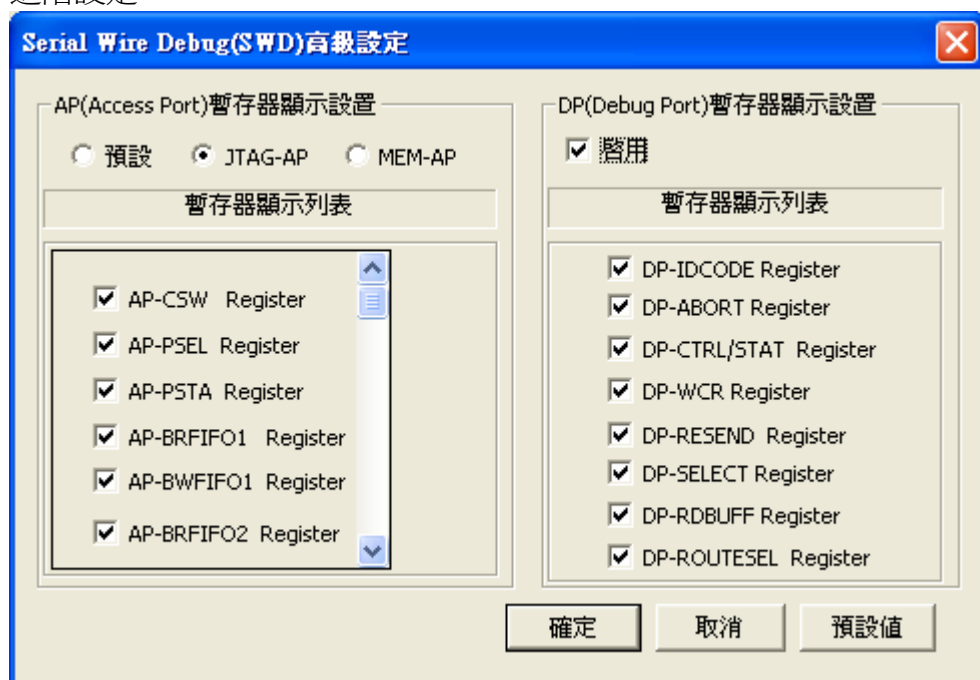 進階設定
Serial Wire Debug(SWD)高級設定
AP(Access Port)暫存器顯示設置
預設 JTAG-AP MEM-AP
暫存器顯示列表
AP-CSW Register
AP-PSEL Register
AP-PSTA Register
AP-BRFIFO1 Register
AP-BWFIFO1 Register
AP-BRFIFO2 Register
DP(Debug Port)暫存器顯示設置
啓用
暫存器顯示列表
DP-IDCODE Register
DP-ABORT Register
DP-CTRL/STAT Register
DP-WCR Register
DP-RESEND Register
DP-SELECT Register
DP-RDBUFF Register
DP-ROUTESEL Register
確定 取消 預設值